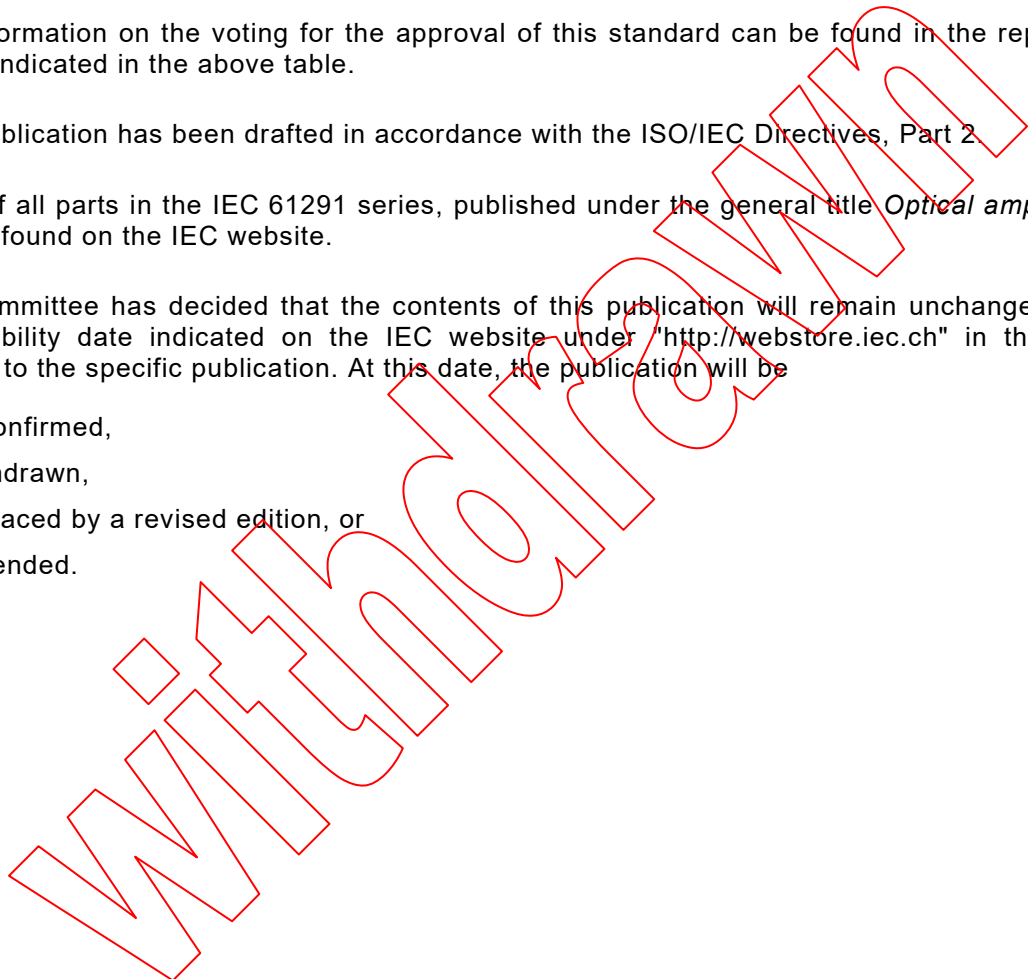 ormation on the voting for the approval of this standard can be found in the rep
ndicated in the above table.
blication has been drafted in accordance with the ISO/IEC Directives, Part 2.
f all parts in the IEC 61291 series, published under the general title Optical amp
found on the IEC website.
mmittee has decided that the contents of this publication will remain unchange
bility date indicated on the IEC website under "http://webstore.iec.ch" in th
to the specific publication. At this date, the publication will be
onfirmed,
ndrawn,
aced by a revised edition, or
ended.
withdrawn